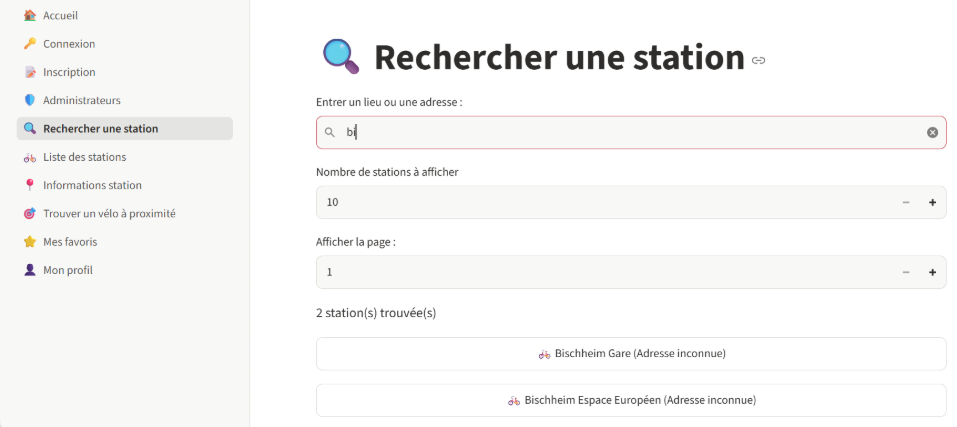 Accueil
Connexion
Inscription
Administrateurs
Rechercher une station
Liste des stations
Informations station
Trouver un vélo à proximité
Mes favoris
Mon profil
Rechercher une station
Entrer un lieu ou une adresse :
bi
Nombre de stations à afficher
10
Afficher la page :
1
2 station(s) trouvée(s)
Bischheim Gare (Adresse inconnue)
Bischheim Espace Européen (Adresse inconnue)